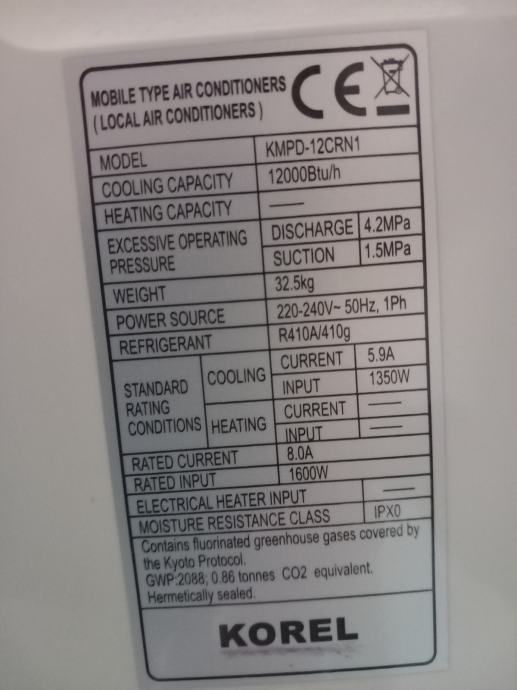 MOBILE TYPE AIR CONDITIONERS
( LOCAL AIR CONDITIONERS )
CE
MODEL KMPD-12CRN1
COOLING CAPACITY 12000Btu/h
HEATING CAPACITY ——
EXCESSIVE OPERATING PRESSURE DISCHARGE 4.2MPa
SUCTION 1.5MPa
WEIGHT 32.5kg
POWER SOURCE 220-240V~ 50Hz, 1Ph
REFRIGERANT R410A/410g
STANDARD RATING CONDITIONS COOLING CURRENT 5.9A
INPUT 1350W
HEATING CURRENT ——
INPUT ——
RATED CURRENT 8.0A
RATED INPUT 1600W
ELECTRICAL HEATER INPUT ——
MOISTURE RESISTANCE CLASS IPX0
Contains fluorinated greenhouse gases covered by
the Kyoto Protocol.
GWP:2088; 0.86 tonnes CO2 equivalent.
Hermetically sealed.
KOREL